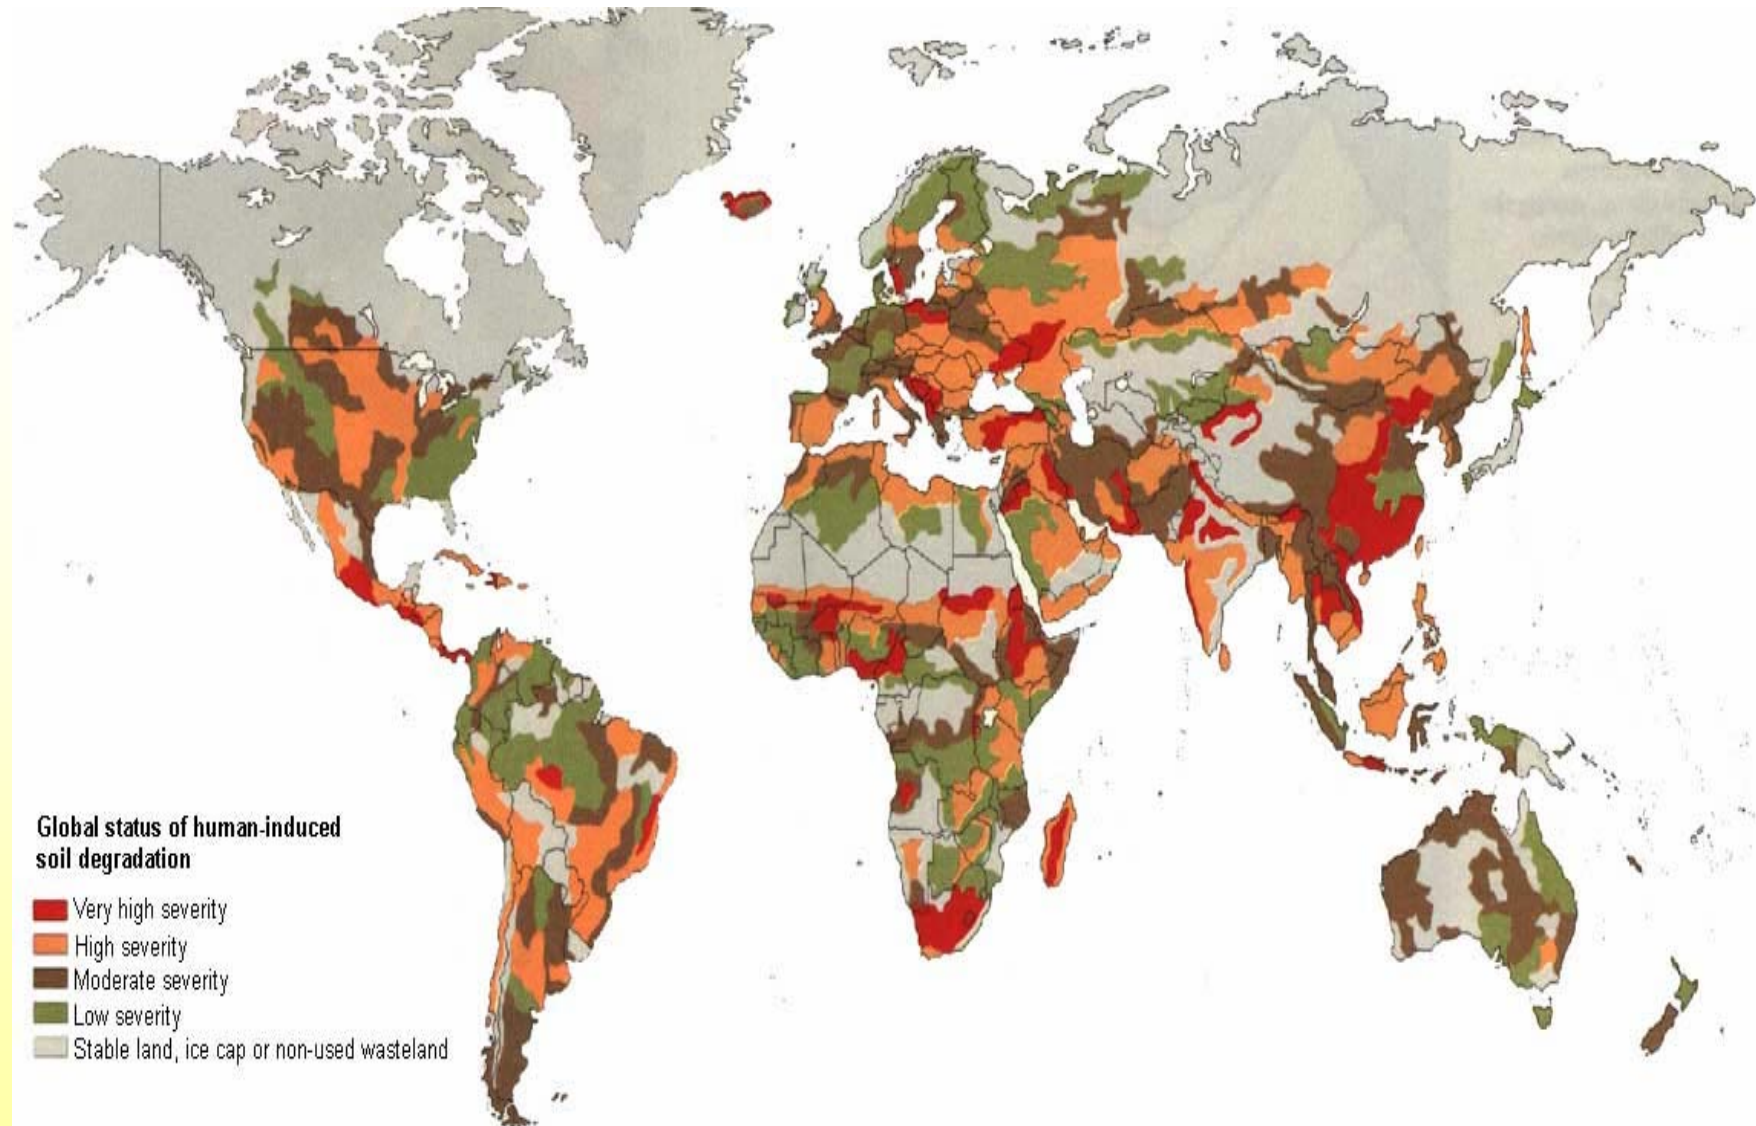 Global status of human-induced
soil degradation
Very high severity
High severity
Moderate severity
Low severity
Stable land, ice cap or non-used wasteland